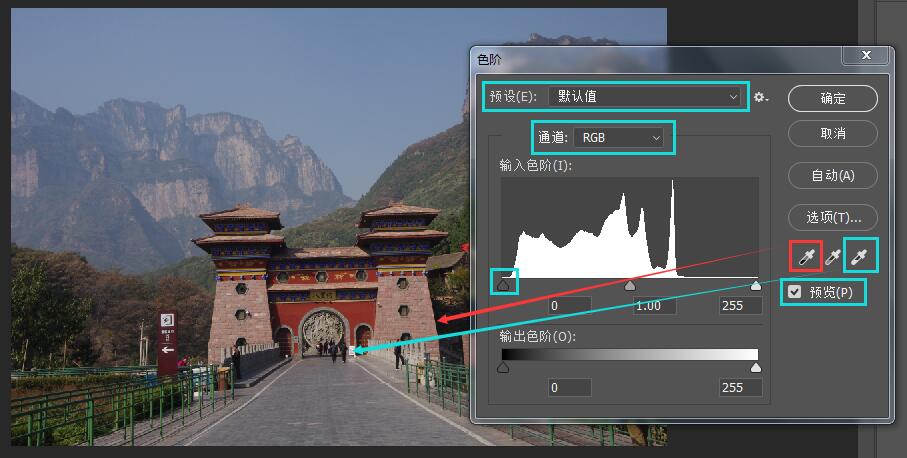 色阶
预设(E): 默认值
确定
通道: RGB
取消
输入色阶(I):
自动(A)
选项(T)...
预览(P)
0 1.00 255
输出色阶(O):
0 255